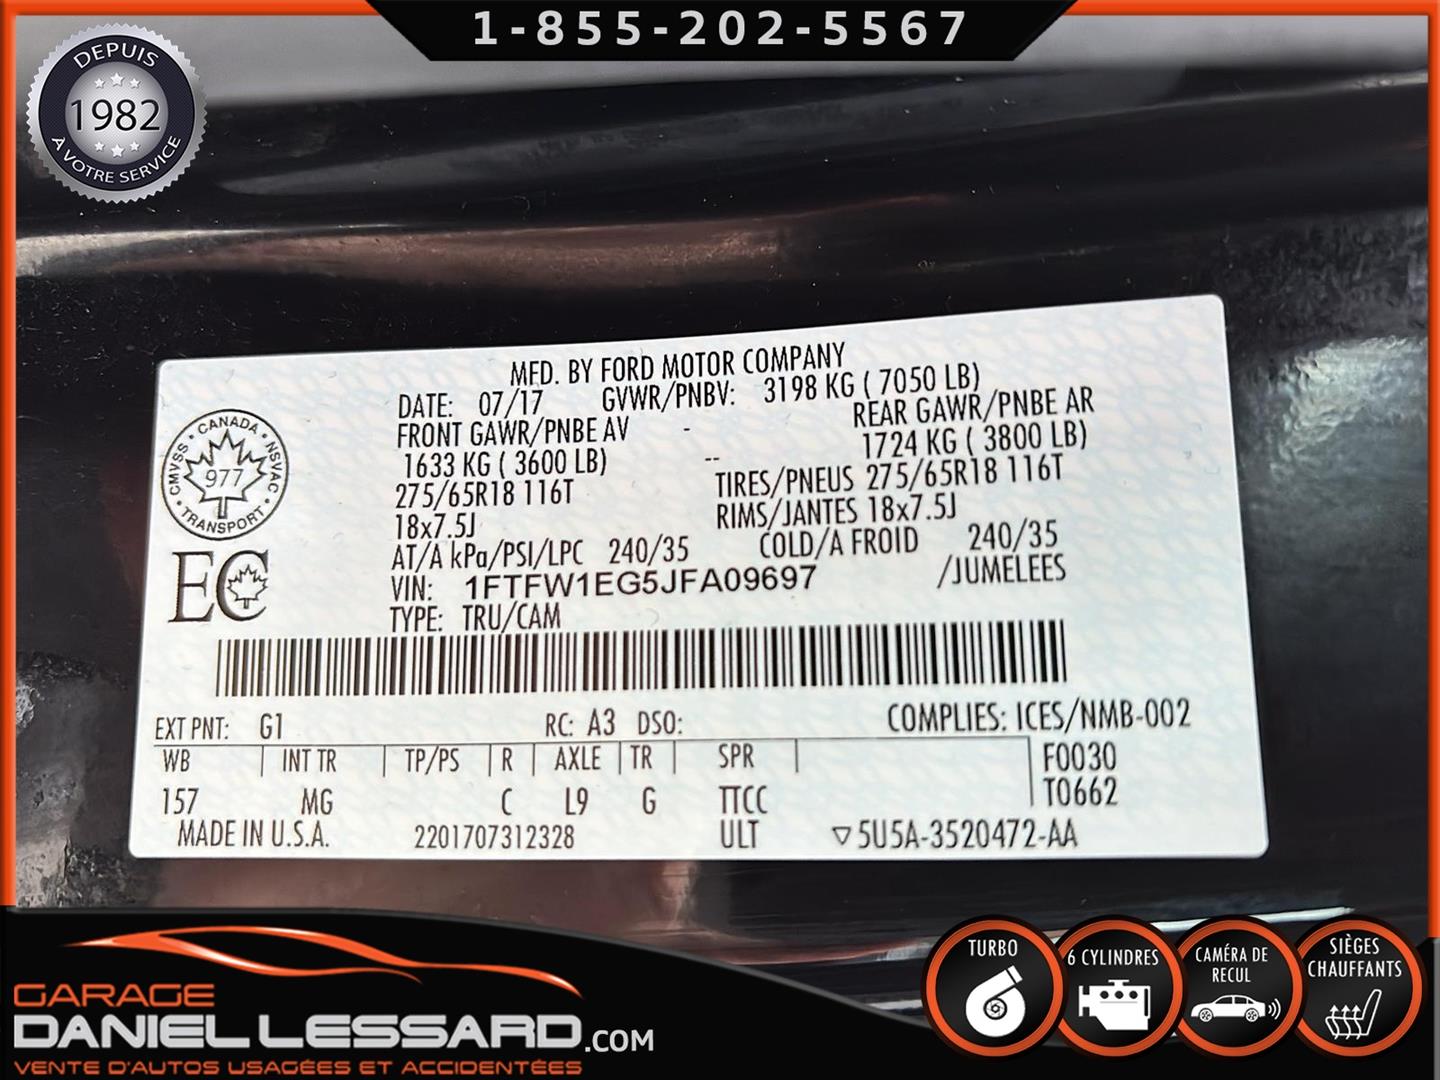 1-855-202-5567
DEPUIS
1982
À VOTRE SERVICE
MFD. BY FORD MOTOR COMPANY
DATE: 07/17 GVWR/PNBV: 3198 KG ( 7050 LB)
FRONT GAWR/PNBE AV - REAR GAWR/PNBE AR
1633 KG ( 3600 LB) -- 1724 KG ( 3800 LB)
275/65R18 116T TIRES/PNEUS 275/65R18 116T
18x7.5J RIMS/JANTES 18x7.5J
AT/A kPa/PSI/LPC 240/35 COLD/A FROID 240/35
VIN: 1FTFW1EG5JFA09697 /JUMELEES
TYPE: TRU/CAM
CANADA
CMVSS
NSVAC
977
TRANSPORT
EC
EXT PNT: G1 RC: A3 DSO: COMPLIES: ICES/NMB-002
WB | INT TR | TP/PS | R | AXLE | TR | SPR | F0030
157 MG C L9 G TTCC T0662
MADE IN U.S.A. 2201707312328 ULT ▽5U5A-3520472-AA
TURBO
6 CYLINDRES
CAMÉRA DE
RECUL
SIÈGES
CHAUFFANTS
GARAGE
DANIEL LESSARD.COM
VENTE D'AUTOS USAGÉES ET ACCIDENTÉES